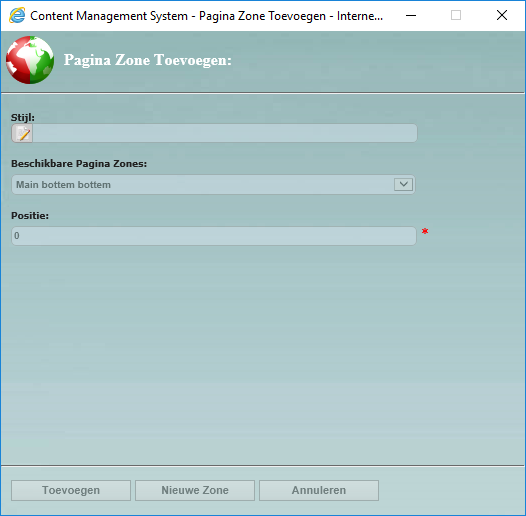 Content Management System - Pagina Zone Toevoegen - Interne...
Pagina Zone Toevoegen:
Stijl:
Beschikbare Pagina Zones:
Main bottem bottem
Positie:
0 *
Toevoegen Nieuwe Zone Annuleren